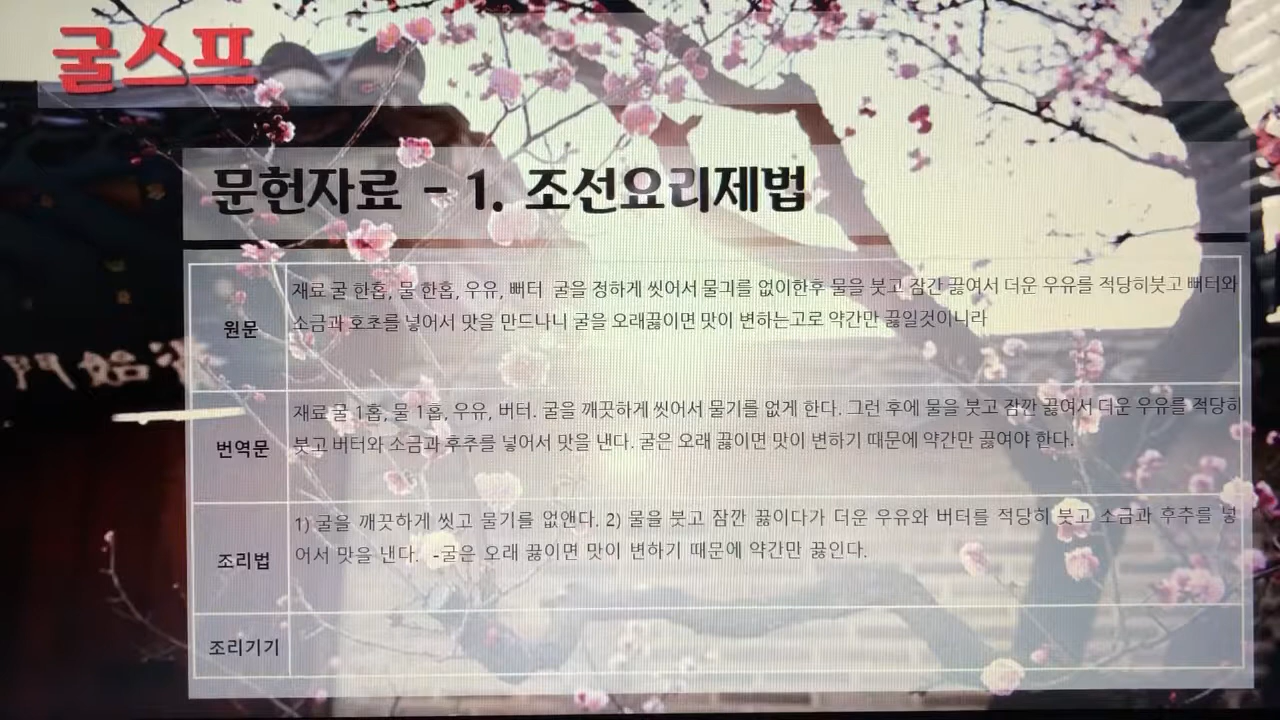 굴스프
문헌자료 - 1. 조선요리제법
원문
재료 굴 한홉, 물 한홉, 우유, 뻐터 굴을 정하게 씻어서 물긔를 없이한후 물을 붓고 잠간 끓여서 더운 우유를 적당히붓고 뻐터와
소금과 호초를 넣어서 맛을 만드나니 굴을 오래끓이면 맛이 변하는고로 약간만 끓일것이니라
번역문
재료 굴 1홉, 물 1홉, 우유, 버터. 굴을 깨끗하게 씻어서 물기를 없게 한다. 그런 후에 물을 붓고 잠깐 끓여서 더운 우유를 적당히
붓고 버터와 소금과 후추를 넣어서 맛을 낸다. 굴은 오래 끓이면 맛이 변하기 때문에 약간만 끓여야 한다.
조리법
1) 굴을 깨끗하게 씻고 물기를 없앤다. 2) 물을 붓고 잠깐 끓이다가 더운 우유와 버터를 적당히 붓고 소금과 후추를 넣
어서 맛을 낸다. -굴은 오래 끓이면 맛이 변하기 때문에 약간만 끓인다.
조리기기